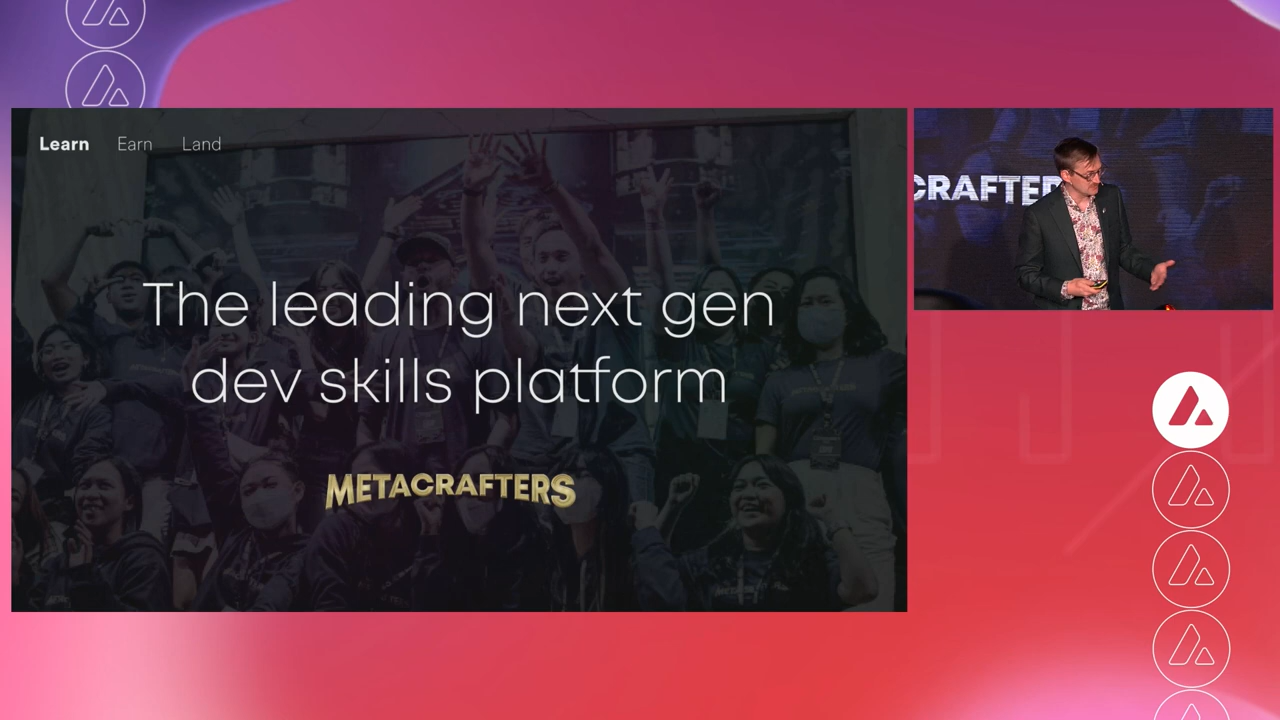 Learn Earn Land
The leading next gen
dev skills platform
METACRAFTERS
CRAFTER